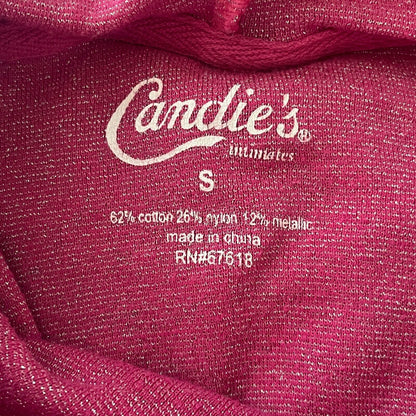 Candie's®
intimates
S
62% cotton 26% nylon 12% metallic
made in china
RN#67618